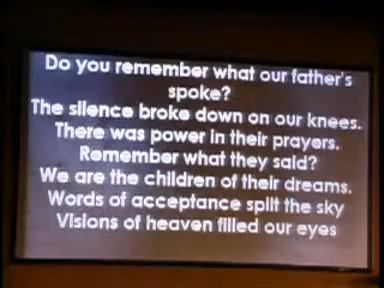 Do you remember what our father's
spoke?
The silence broke down on our knees.
There was power in their prayers.
Remember what they said?
We are the children of their dreams.
Words of acceptance split the sky
Visions of heaven filled our eyes